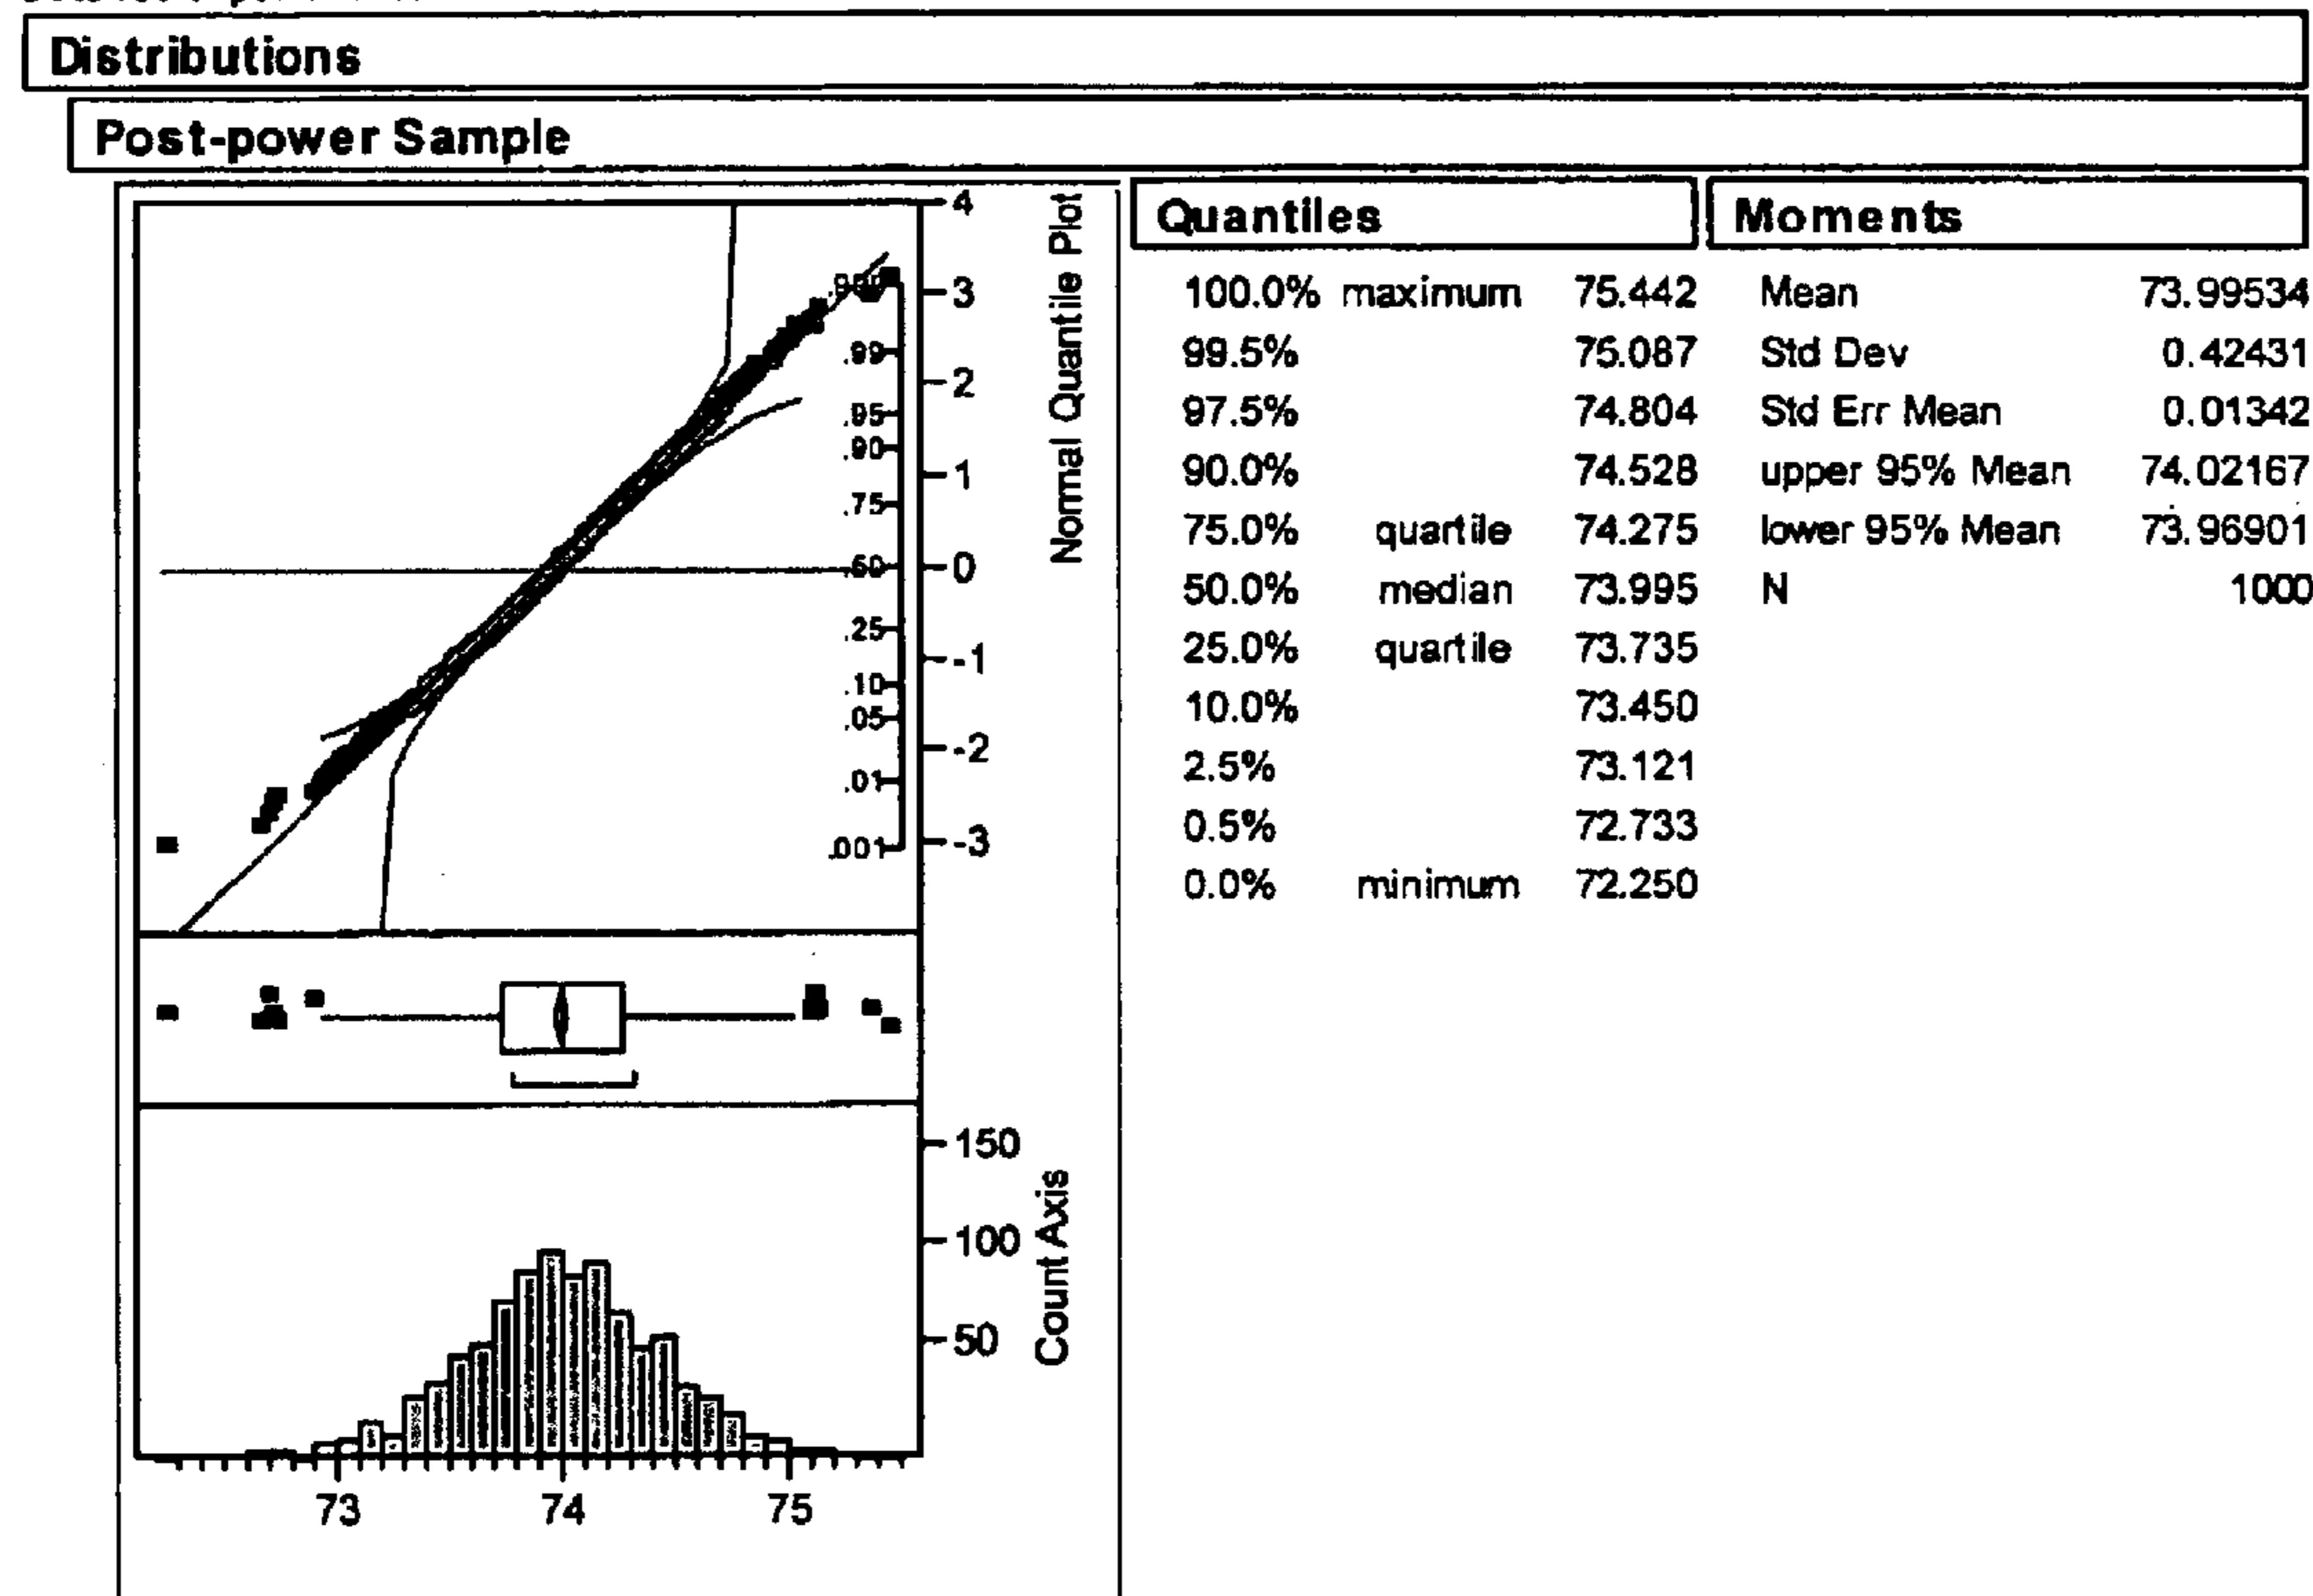 Distributions
Post-power Sample
4
3
2
1
0
-1
-2
-3
.99
.95
.90
.75
.50
.25
.10
.05
.01
.001
Normal Quantile Plot
150
100
50
Count Axis
73 74 75
Quantiles
100.0% maximum 75.442
99.5% 75.087
97.5% 74.804
90.0% 74.528
75.0% quartile 74.275
50.0% median 73.995
25.0% quartile 73.735
10.0% 73.450
2.5% 73.121
0.5% 72.733
0.0% minimum 72.250
Moments
Mean 73.99534
Std Dev 0.42431
Std Err Mean 0.01342
upper 95% Mean 74.02167
lower 95% Mean 73.96901
N 1000